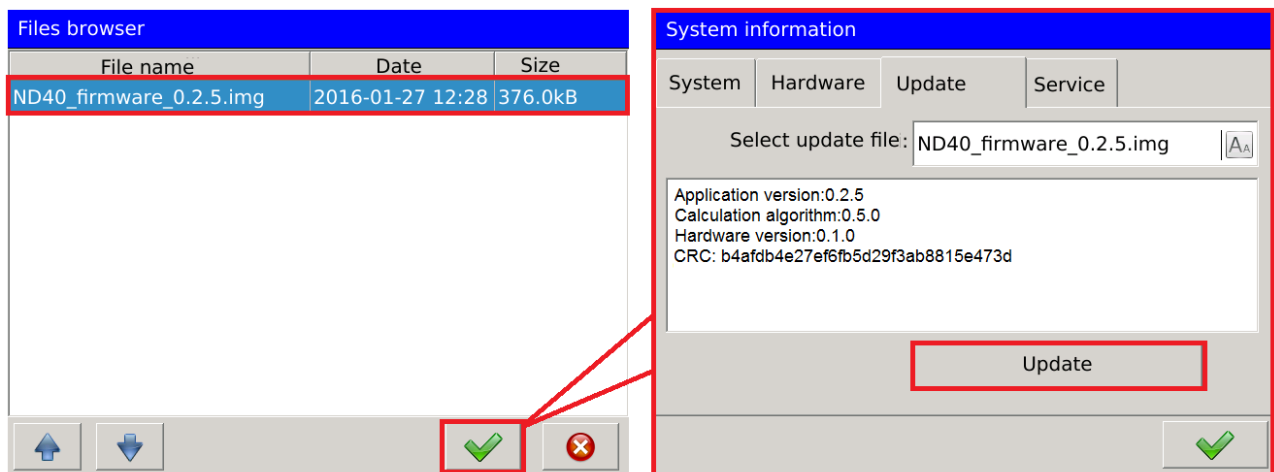 Files browser
File name Date Size
ND40_firmware_0.2.5.img 2016-01-27 12:28 376.0kB
System information
System Hardware Update Service
Select update file: ND40_firmware_0.2.5.img AA
Application version:0.2.5
Calculation algorithm:0.5.0
Hardware version:0.1.0
CRC: b4afdb4e27ef6fb5d29f3ab8815e473d
Update